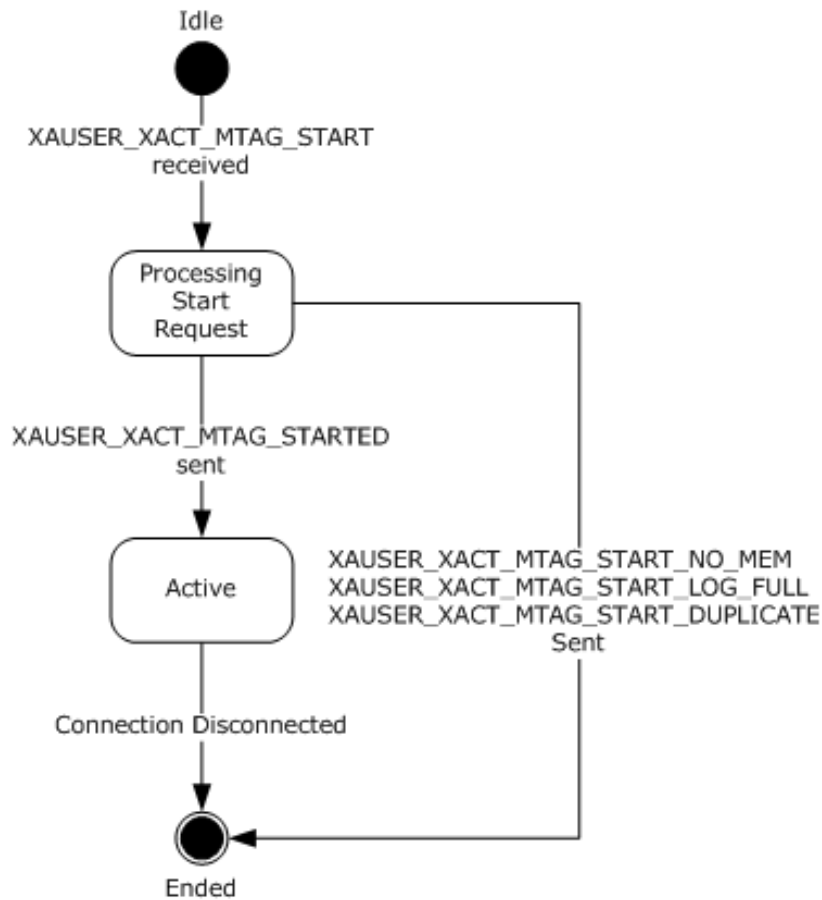 Idle
XAUSER_XACT_MTAG_START
received
Processing
Start
Request
XAUSER_XACT_MTAG_STARTED
sent
Active
XAUSER_XACT_MTAG_START_NO_MEM
XAUSER_XACT_MTAG_START_LOG_FULL
XAUSER_XACT_MTAG_START_DUPLICATE
Sent
Connection Disconnected
Ended